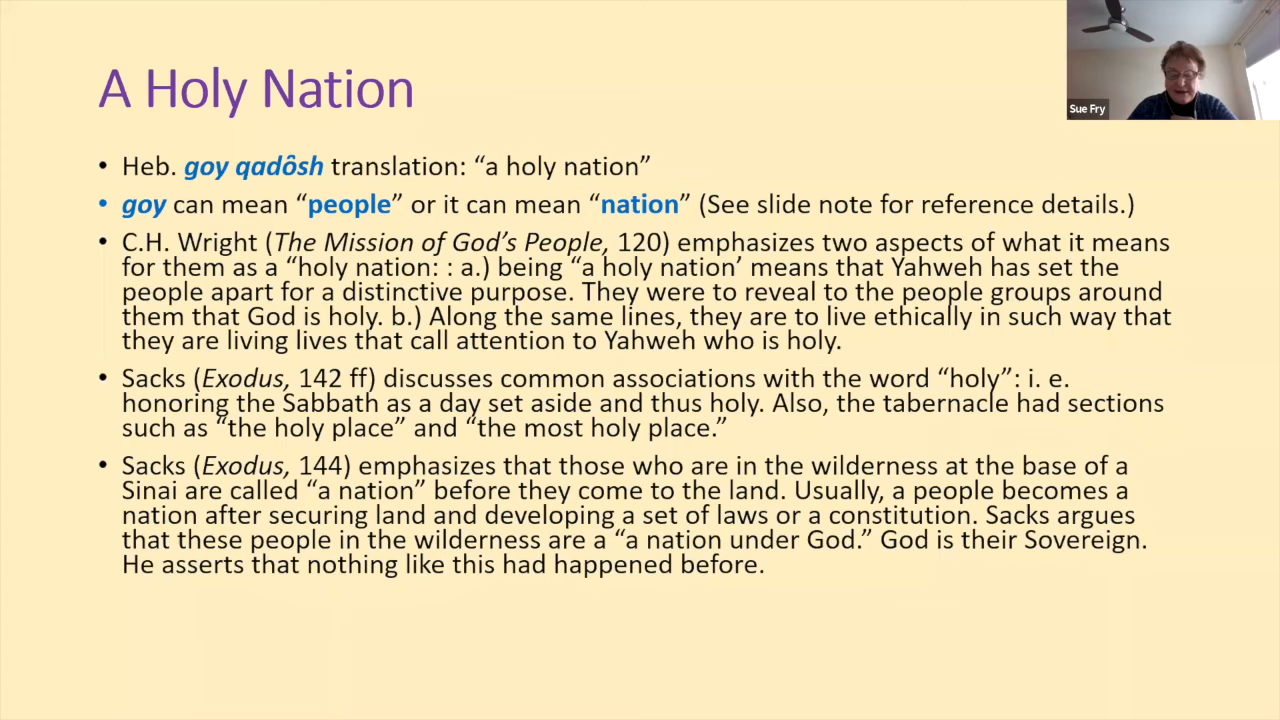 A Holy Nation
Sue Fry
• Heb. goy qadôsh translation: “a holy nation”
• goy can mean “people” or it can mean “nation” (See slide note for reference details.)
• C.H. Wright (The Mission of God’s People, 120) emphasizes two aspects of what it means
for them as a “holy nation: : a.) being “a holy nation’ means that Yahweh has set the
people apart for a distinctive purpose. They were to reveal to the people groups around
them that God is holy. b.) Along the same lines, they are to live ethically in such way that
they are living lives that call attention to Yahweh who is holy.
• Sacks (Exodus, 142 ff) discusses common associations with the word “holy”: i. e.
honoring the Sabbath as a day set aside and thus holy. Also, the tabernacle had sections
such as “the holy place” and “the most holy place.”
• Sacks (Exodus, 144) emphasizes that those who are in the wilderness at the base of a
Sinai are called “a nation” before they come to the land. Usually, a people becomes a
nation after securing land and developing a set of laws or a constitution. Sacks argues
that these people in the wilderness are a “a nation under God.” God is their Sovereign.
He asserts that nothing like this had happened before.